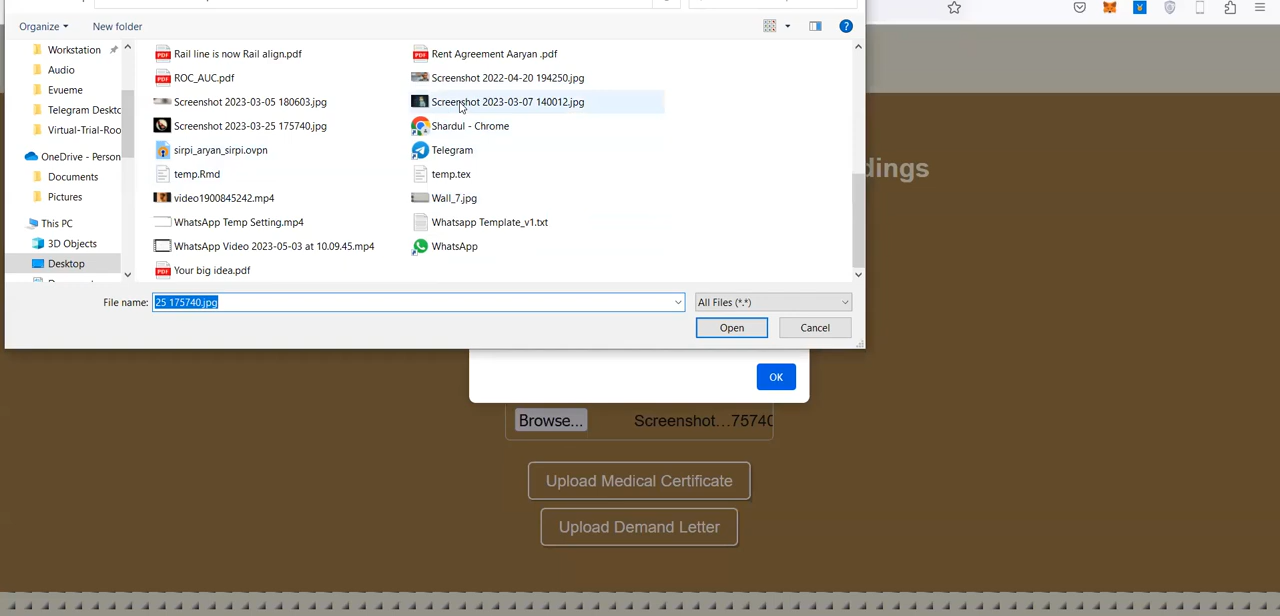 Organize
New folder
Workstation
Audio
Evueme
Telegram Deskto
Virtual-Trial-Roo
OneDrive - Person
Documents
Pictures
This PC
3D Objects
Desktop
Rail line is now Rail align.pdf
ROC_AUC.pdf
Screenshot 2023-03-05 180603.jpg
Screenshot 2023-03-25 175740.jpg
sirpi_aryan_sirpi.ovpn
temp.Rmd
video1900845242.mp4
WhatsApp Temp Setting.mp4
WhatsApp Video 2023-05-03 at 10.09.45.mp4
Your big idea.pdf
Rent Agreement Aaryan .pdf
Screenshot 2022-04-20 194250.jpg
Screenshot 2023-03-07 140012.jpg
Shardul - Chrome
Telegram
temp.tex
Wall_7.jpg
Whatsapp Template_v1.txt
WhatsApp
File name: 25 175740.jpg
All Files (*.*)
Open
Cancel
dings
OK
Browse... Screenshot...75740
Upload Medical Certificate
Upload Demand Letter